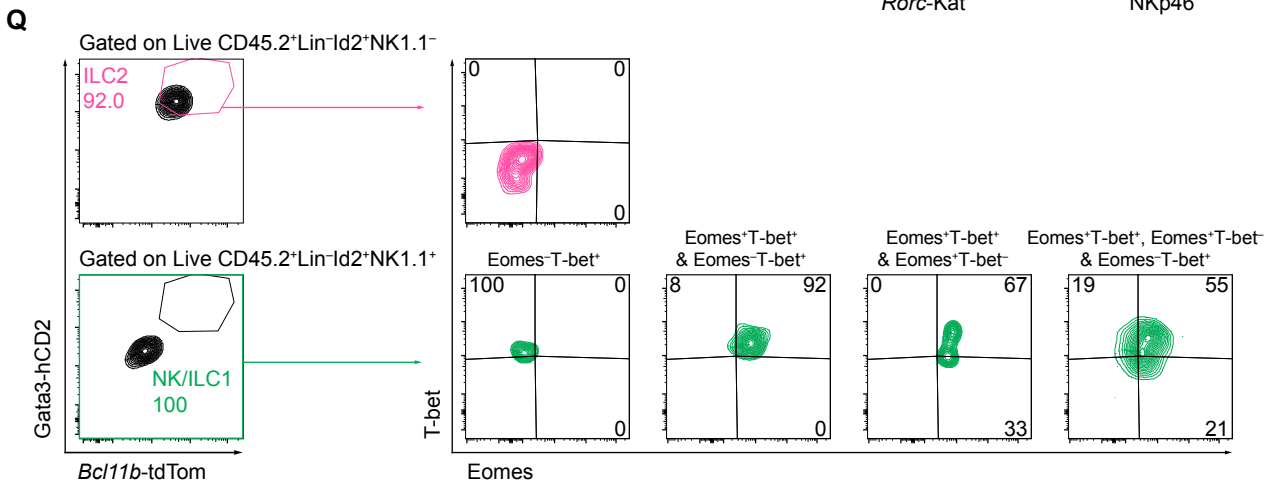 Rorc-Kat NKp46
Q
Gated on Live CD45.2⁺Lin⁻Id2⁺NK1.1⁻
ILC2
92.0
0 0
0
Gated on Live CD45.2⁺Lin⁻Id2⁺NK1.1⁺
NK/ILC1
100
Gata3-hCD2
Bcl11b-tdTom
Eomes⁻T-bet⁺
100 0
0
Eomes⁺T-bet⁺
& Eomes⁻T-bet⁺
8 92
0
Eomes⁺T-bet⁺
& Eomes⁺T-bet⁻
0 67
33
Eomes⁺T-bet⁺, Eomes⁺T-bet⁻
& Eomes⁻T-bet⁺
19 55
21
T-bet
Eomes